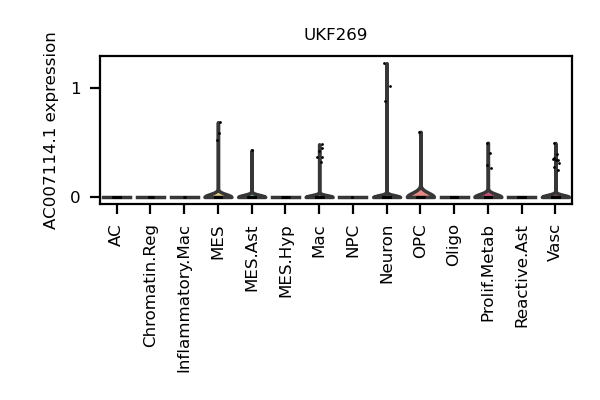 UKF269
AC007114.1 expression
1
0
AC
Chromatin.Reg
Inflammatory.Mac
MES
MES.Ast
MES.Hyp
Mac
NPC
Neuron
OPC
Oligo
Prolif.Metab
Reactive.Ast
Vasc